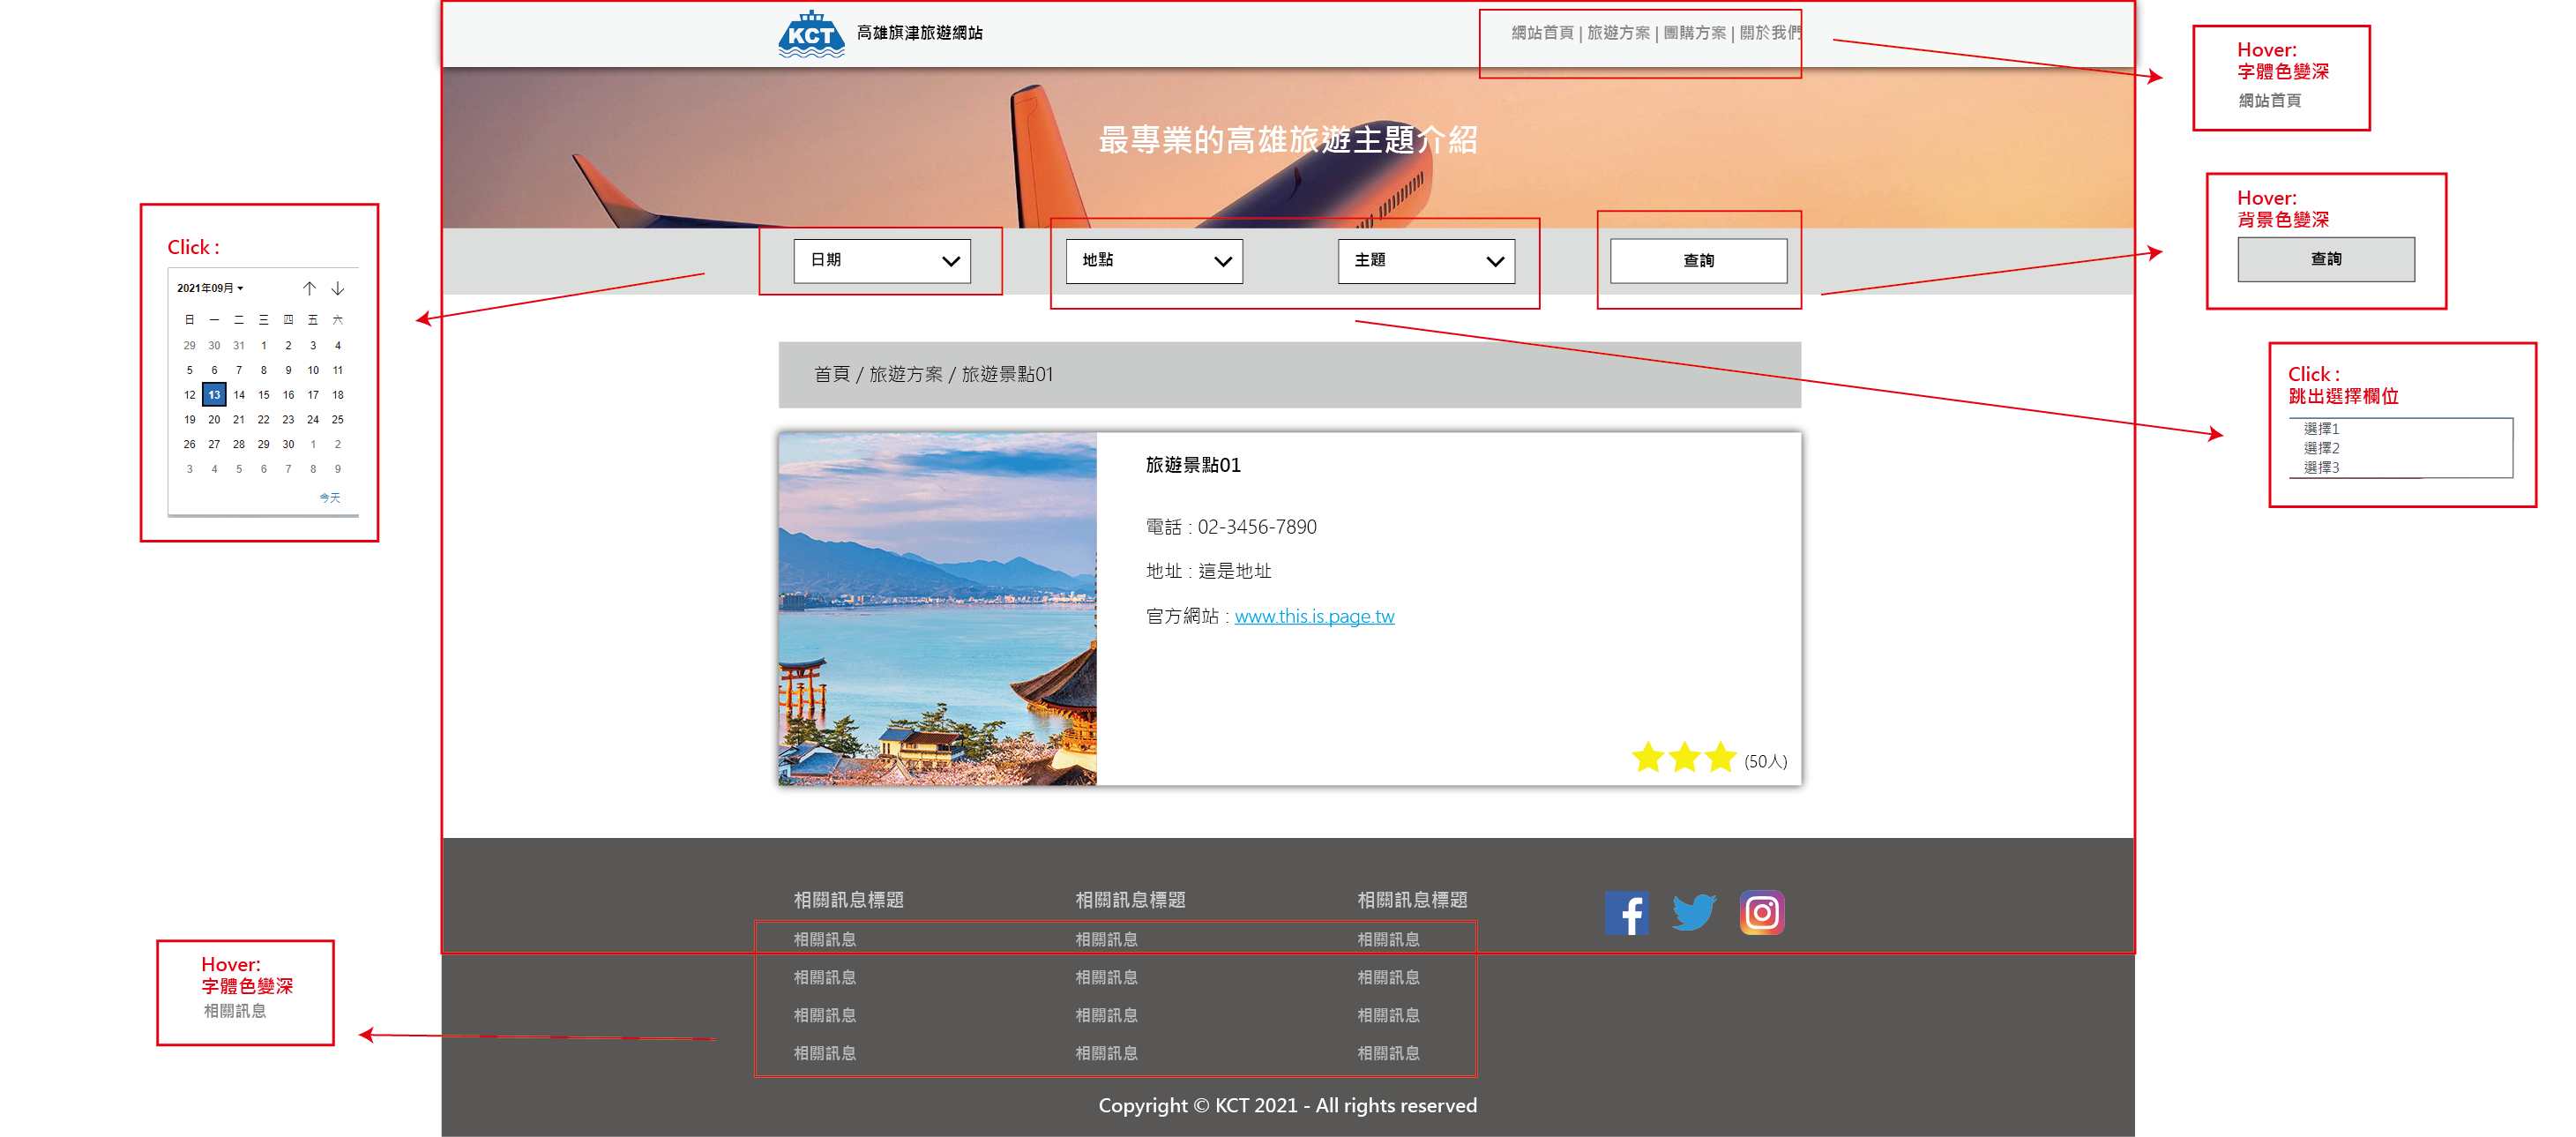 KCT
高雄旗津旅遊網站
網站首頁 | 旅遊方案 | 團購方案 | 關於我們
Hover:
字體色變深
網站首頁
最專業的高雄旅遊主題介紹
Hover:
背景色變深
查詢
日期
地點
主題
查詢
Click :
2021年09月
日 一 二 三 四 五 六
29 30 31 1 2 3 4
5 6 7 8 9 10 11
12 13 14 15 16 17 18
19 20 21 22 23 24 25
26 27 28 29 30 1 2
3 4 5 6 7 8 9
今天
Click :
跳出選擇欄位
選擇1
選擇2
選擇3
首頁 / 旅遊方案 / 旅遊景點01
旅遊景點01
電話 : 02-3456-7890
地址 : 這是地址
官方網站 : www.this.is.page.tw
(50人)
相關訊息標題
相關訊息
相關訊息
相關訊息
相關訊息
相關訊息標題
相關訊息
相關訊息
相關訊息
相關訊息
相關訊息標題
相關訊息
相關訊息
相關訊息
相關訊息
Hover:
字體色變深
相關訊息
Copyright © KCT 2021 - All rights reserved